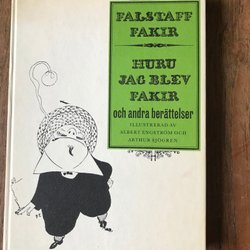 FALSTAFF
FAKIR
HURU
JAG BLEV
FAKIR
och andra berättelser
ILLUSTRERAD AV
ALBERT ENGSTRÖM OCH
ARTHUR SJÖGREN